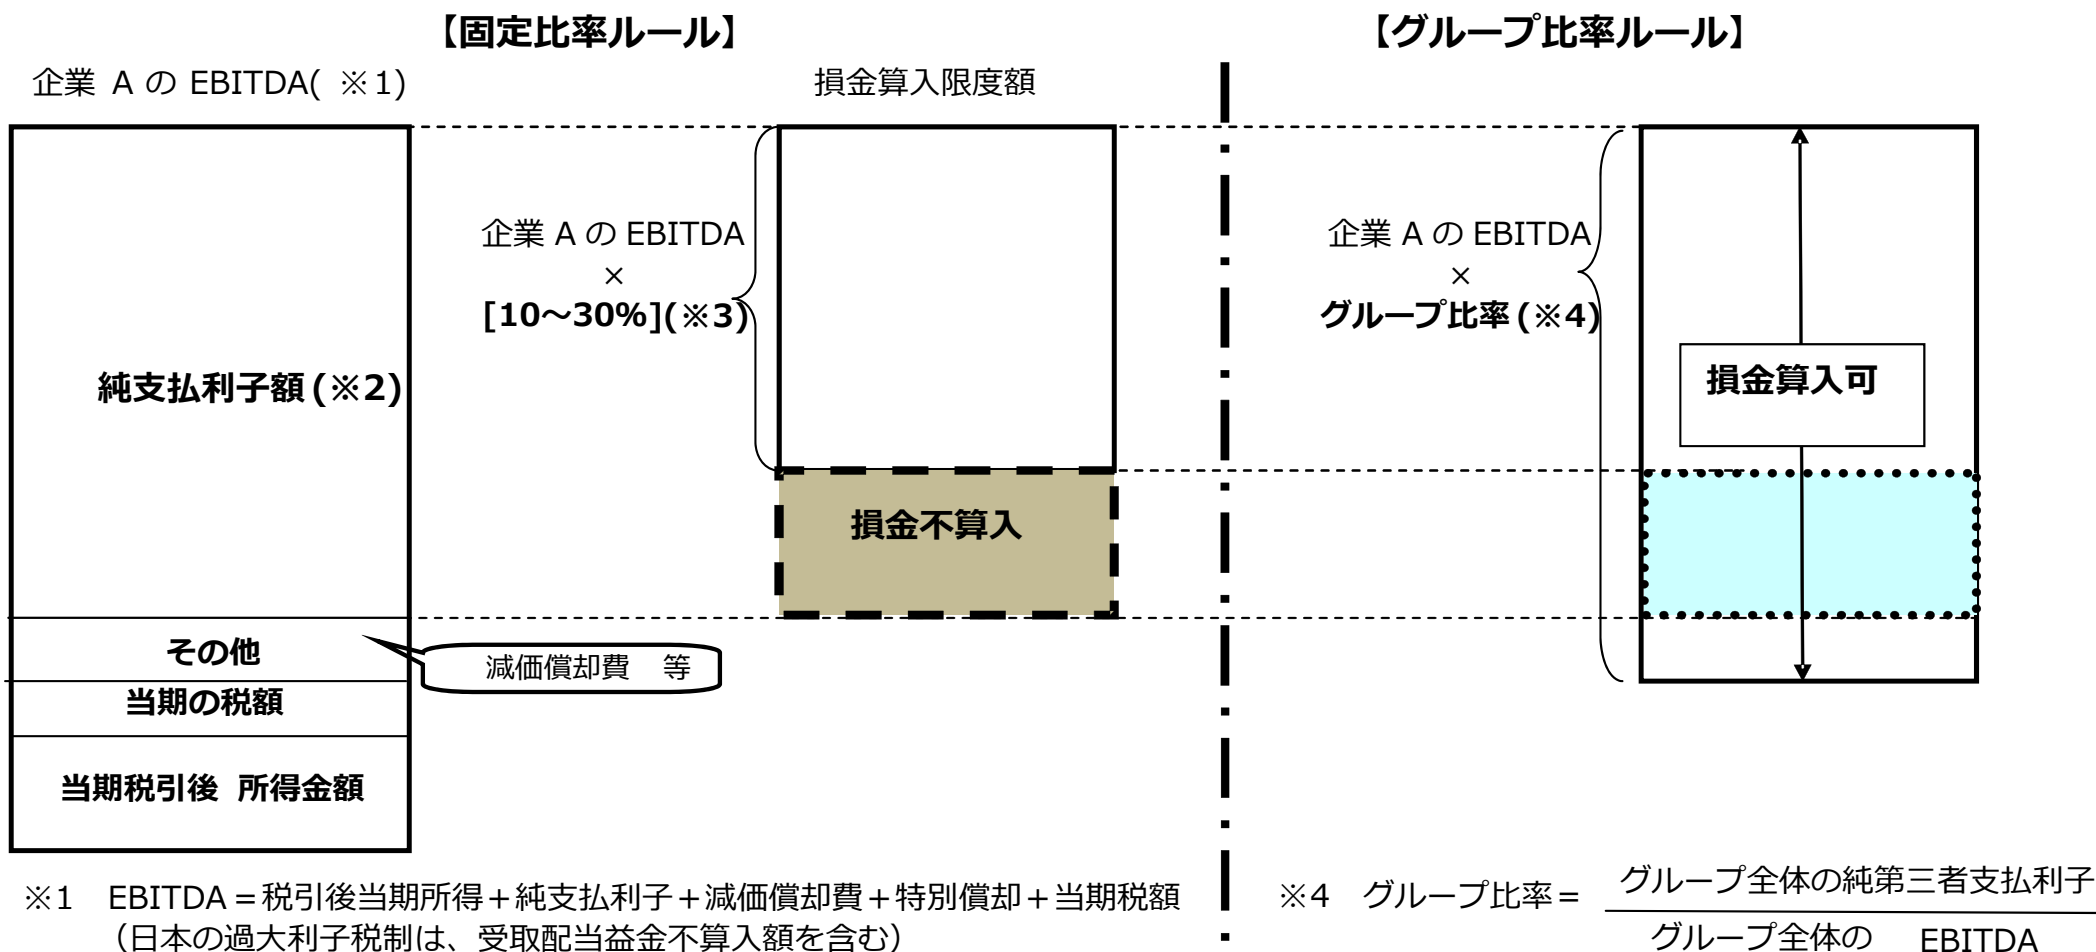 【固定比率ルール】
【グループ比率ルール】
企業 A の EBITDA( ※1)
損金算入限度額
企業 A の EBITDA
×
[10～30%](※3)
企業 A の EBITDA
×
グループ比率(※4)
純支払利子額(※2)
損金算入可
損金不算入
その他
減価償却費　等
当期の税額
当期税引後 所得金額
※1　EBITDA＝税引後当期所得＋純支払利子＋減価償却費＋特別償却＋当期税額
（日本の過大利子税制は、受取配当益金不算入額を含む）
※4　グループ比率＝
グループ全体の純第三者支払利子
グループ全体の　EBITDA